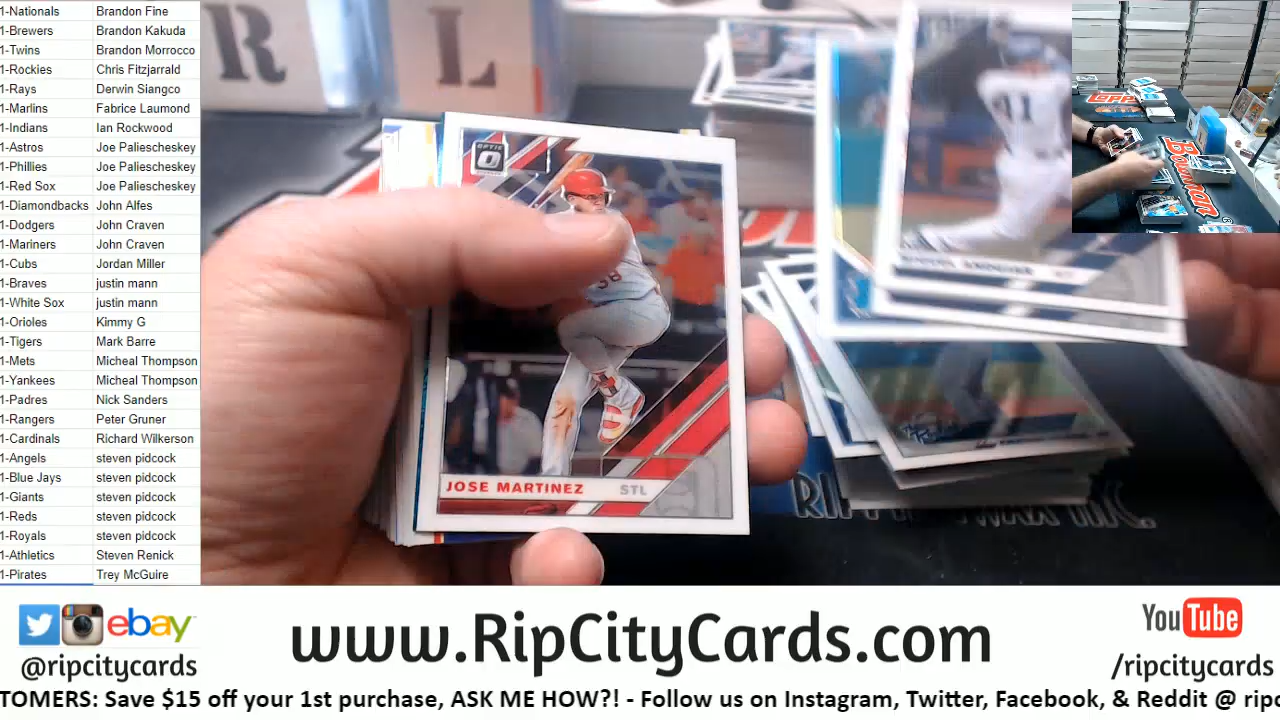 1-Nationals Brandon Fine
1-Brewers Brandon Kakuda
1-Twins Brandon Morrocco
1-Rockies Chris Fitzjarrald
1-Rays Derwin Siangco
1-Marlins Fabrice Laumond
1-Indians Ian Rockwood
1-Astros Joe Paliescheskey
1-Phillies Joe Paliescheskey
1-Red Sox Joe Paliescheskey
1-Diamondbacks John Alfes
1-Dodgers John Craven
1-Mariners John Craven
1-Cubs Jordan Miller
1-Braves justin mann
1-White Sox justin mann
1-Orioles Kimmy G
1-Tigers Mark Barre
1-Mets Micheal Thompson
1-Yankees Micheal Thompson
1-Padres Nick Sanders
1-Rangers Peter Gruner
1-Cardinals Richard Wilkerson
1-Angels steven pidcock
1-Blue Jays steven pidcock
1-Giants steven pidcock
1-Reds steven pidcock
1-Royals steven pidcock
1-Athletics Steven Renick
1-Pirates Trey McGuire
R L
OPTIC
JOSE MARTINEZ STL
Topps
Bowman
ebay
@ripcitycards
www.RipCityCards.com
YouTube
/ripcitycards
TOMERS: Save $15 off your 1st purchase, ASK ME HOW?! - Follow us on Instagram, Twitter, Facebook, & Reddit @ ripc